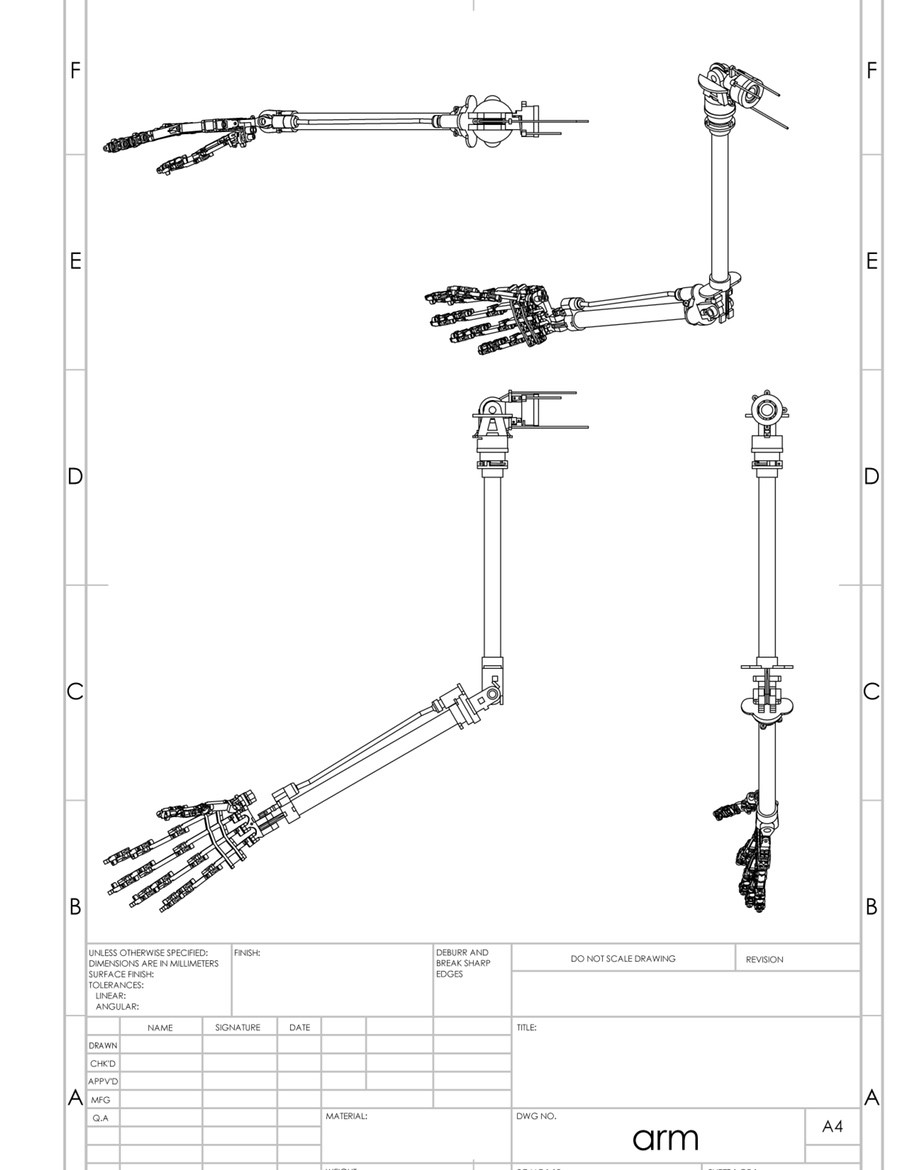 F
F
E
E
D
D
C
C
B
B
UNLESS OTHERWISE SPECIFIED:
DIMENSIONS ARE IN MILLIMETERS
SURFACE FINISH:
TOLERANCES:
LINEAR:
ANGULAR:
FINISH:
DEBURR AND
BREAK SHARP
EDGES
DO NOT SCALE DRAWING
REVISION
NAME
SIGNATURE
DATE
TITLE:
DRAWN
CHK'D
APPV'D
MFG
Q.A
A
A
MATERIAL:
DWG NO.
arm
A4